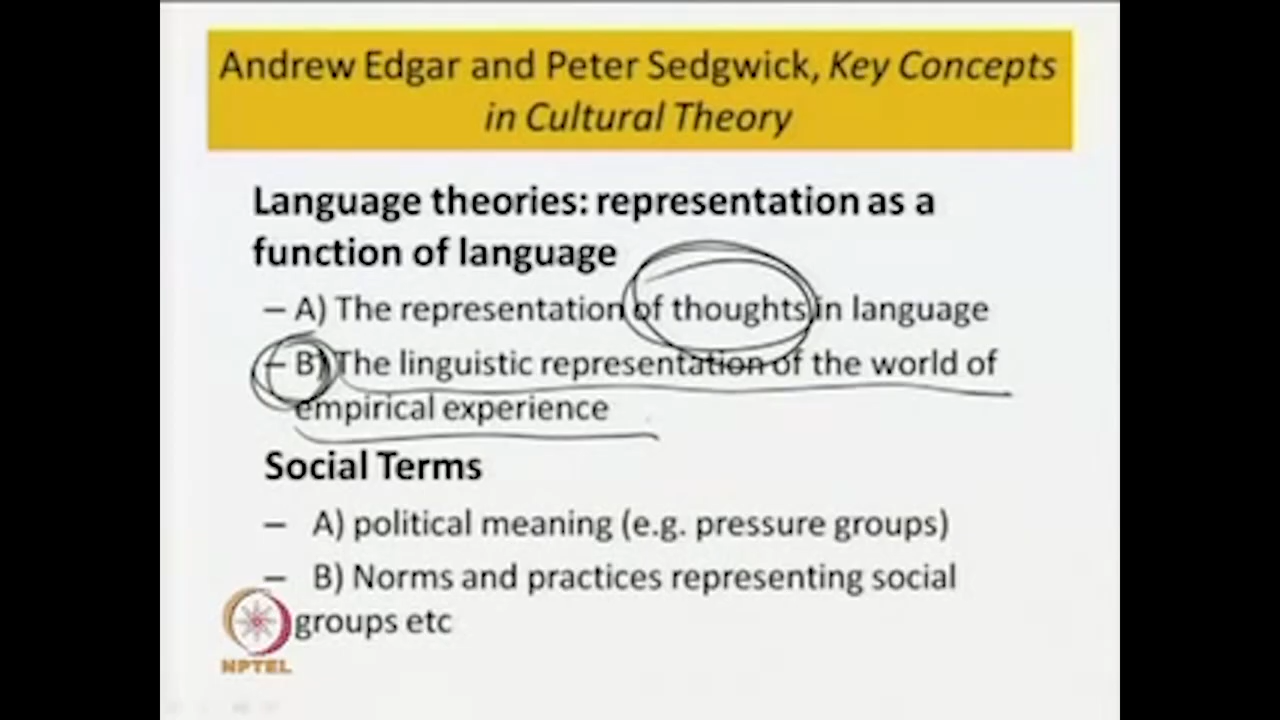 Andrew Edgar and Peter Sedgwick, Key Concepts
in Cultural Theory
Language theories: representation as a
function of language
– A) The representation of thoughts in language
– B) The linguistic representation of the world of
empirical experience
Social Terms
– A) political meaning (e.g. pressure groups)
– B) Norms and practices representing social
groups etc
NPTEL